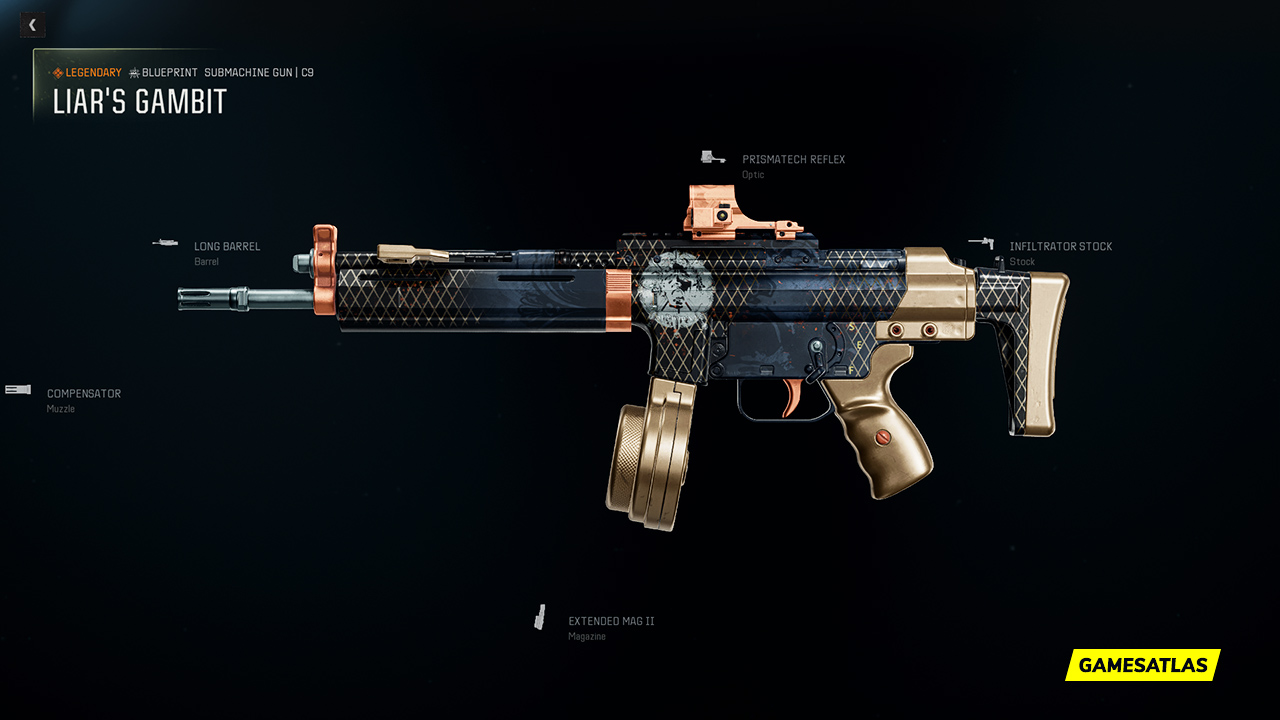 LEGENDARY BLUEPRINT SUBMACHINE GUN | C9
LIAR'S GAMBIT
PRISMATECH REFLEX
Optic
LONG BARREL
Barrel
INFILTRATOR STOCK
Stock
S
E
F
COMPENSATOR
Muzzle
EXTENDED MAG II
Magazine
GAMESATLAS